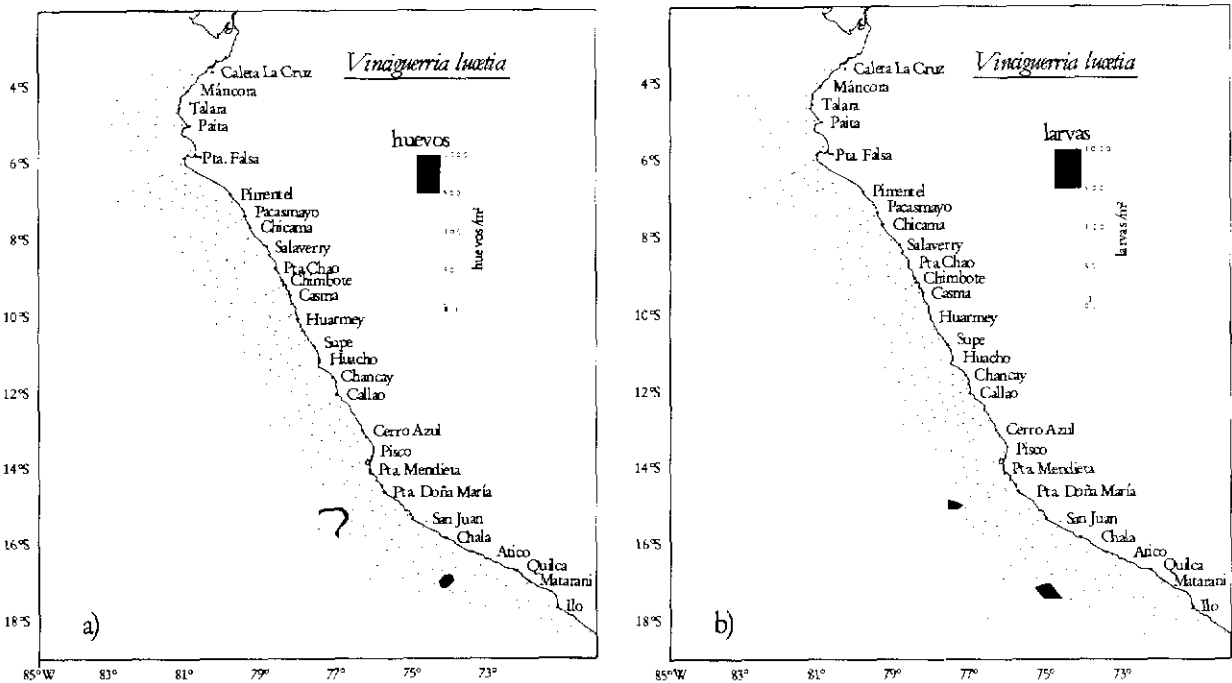 Vinciguerria lucetia
Caleta La Cruz
Máncora
4°S
Talara
Paita
huevos
6°S
Pta. Falsa
Pimentel
Pacasmayo
Chicama
huevos/m²
8°S
Salaverry
Pta Chao
Chimbote
Casma
10°S
Huarmey
Supe
Huacho
Chancay
12°S
Callao
Cerro Azul
Pisco
14°S
Pta. Mendieta
Pta. Doña María
San Juan
16°S
Chala
Atico
Quilca
Matarani
Ilo
18°S
a)
85°W
81°
79°
77°
75°
73°
Vinciguerria lucetia
Caleta La Cruz
4°S
Máncora
Talara
Paita
larvas
6°S
Pta. Falsa
Pimentel
Pacasmayo
Chicama
larvas/m²
8°S
Salaverry
Pta Chao
Chimbote
Casma
10°S
Huarmey
Supe
Huacho
Chancay
12°S
Callao
Cerro Azul
Pisco
14°S
Pta. Mendieta
Pta. Doña María
San Juan
16°S
Chala
Atico
Quilca
Matarani
Ilo
18°S
b)
85°W
81°
79°
77°
75°
73°